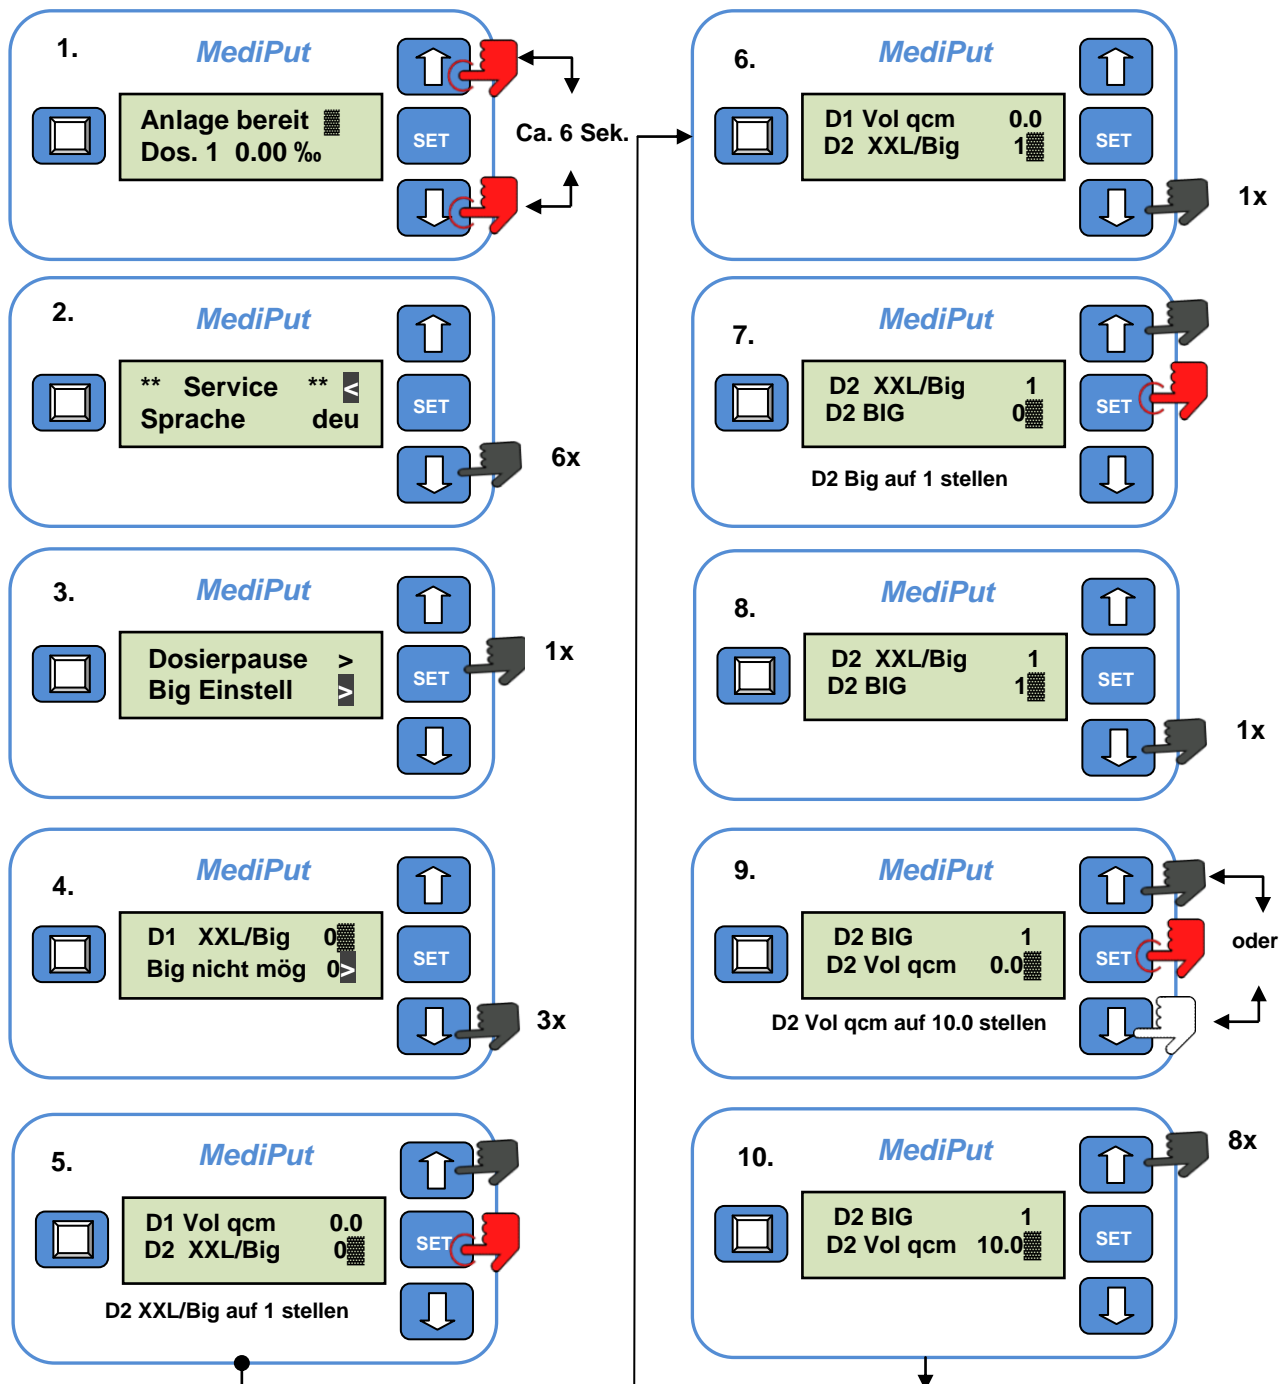 1.
MediPut
Anlage bereit
Dos. 1 0.00 ‰
SET
Ca. 6 Sek.
2.
MediPut
** Service ** <
Sprache deu
SET
6x
3.
MediPut
Dosierpause >
Big Einstell >
SET
1x
4.
MediPut
D1 XXL/Big 0
Big nicht mög 0>
SET
3x
5.
MediPut
D1 Vol qcm 0.0
D2 XXL/Big 0
SET
D2 XXL/Big auf 1 stellen
6.
MediPut
D1 Vol qcm 0.0
D2 XXL/Big 1
SET
1x
7.
MediPut
D2 XXL/Big 1
D2 BIG 0
SET
D2 Big auf 1 stellen
8.
MediPut
D2 XXL/Big 1
D2 BIG 1
SET
1x
9.
MediPut
D2 BIG 1
D2 Vol qcm 0.0
SET
oder
D2 Vol qcm auf 10.0 stellen
10.
MediPut
8x
D2 BIG 1
D2 Vol qcm 10.0
SET